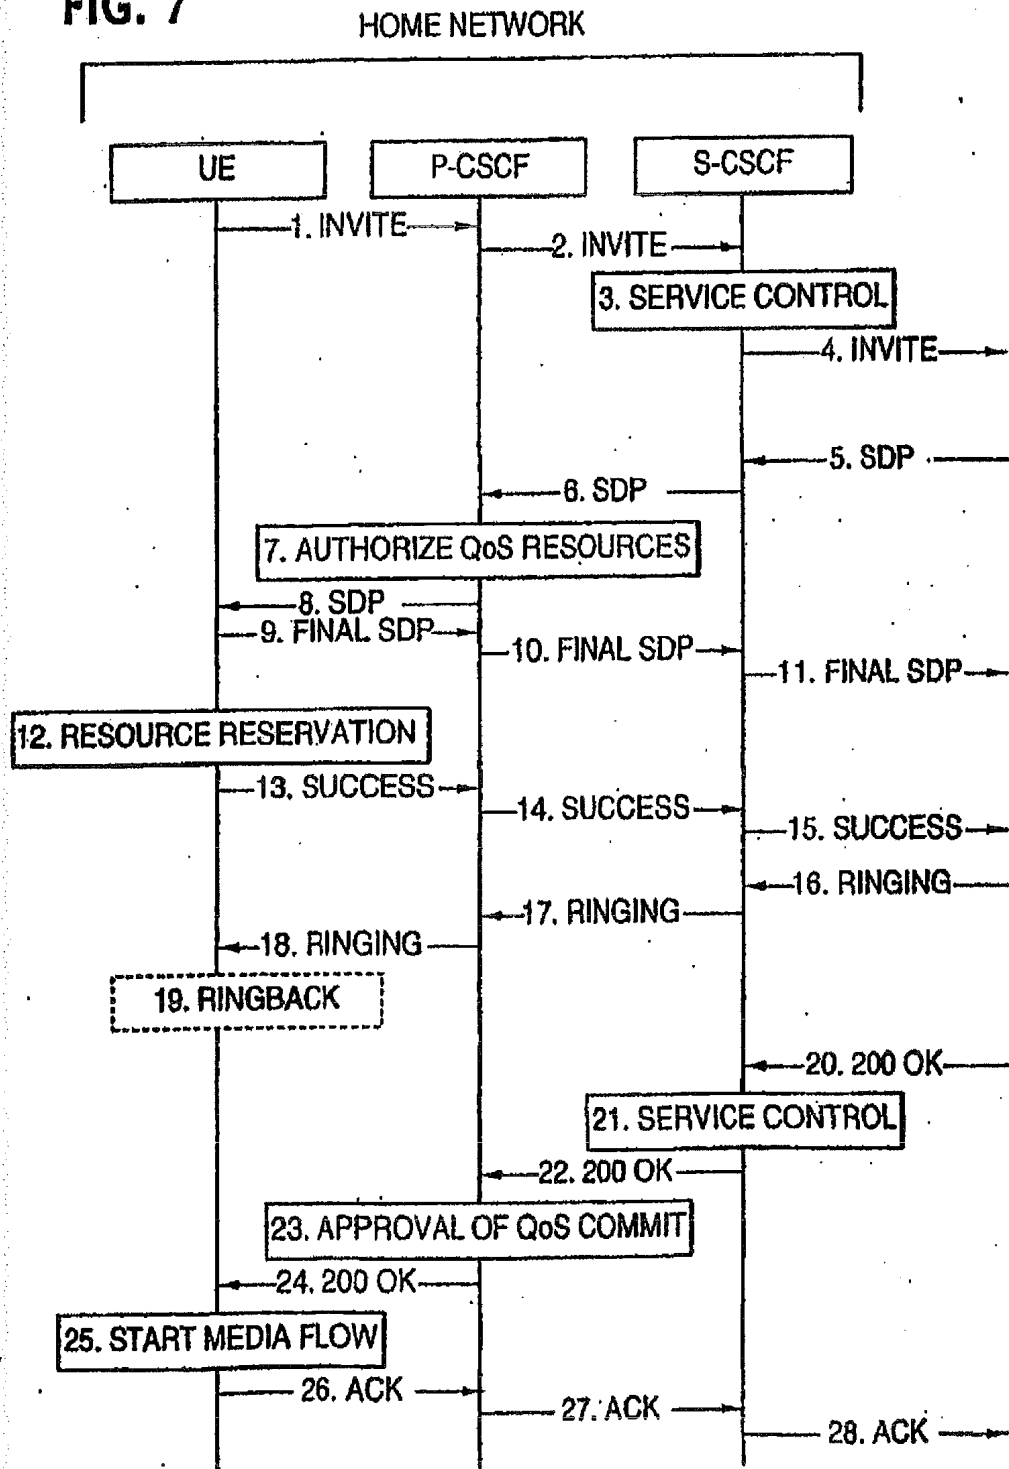 FIG. 7
HOME NETWORK
UE
P-CSCF
S-CSCF
1. INVITE
2. INVITE
3. SERVICE CONTROL
4. INVITE
5. SDP
6. SDP
7. AUTHORIZE QoS RESOURCES
8. SDP
9. FINAL SDP
10. FINAL SDP
11. FINAL SDP
12. RESOURCE RESERVATION
13. SUCCESS
14. SUCCESS
15. SUCCESS
16. RINGING
17. RINGING
18. RINGING
19. RINGBACK
20. 200 OK
21. SERVICE CONTROL
22. 200 OK
23. APPROVAL OF QoS COMMIT
24. 200 OK
25. START MEDIA FLOW
26. ACK
27. ACK
28. ACK